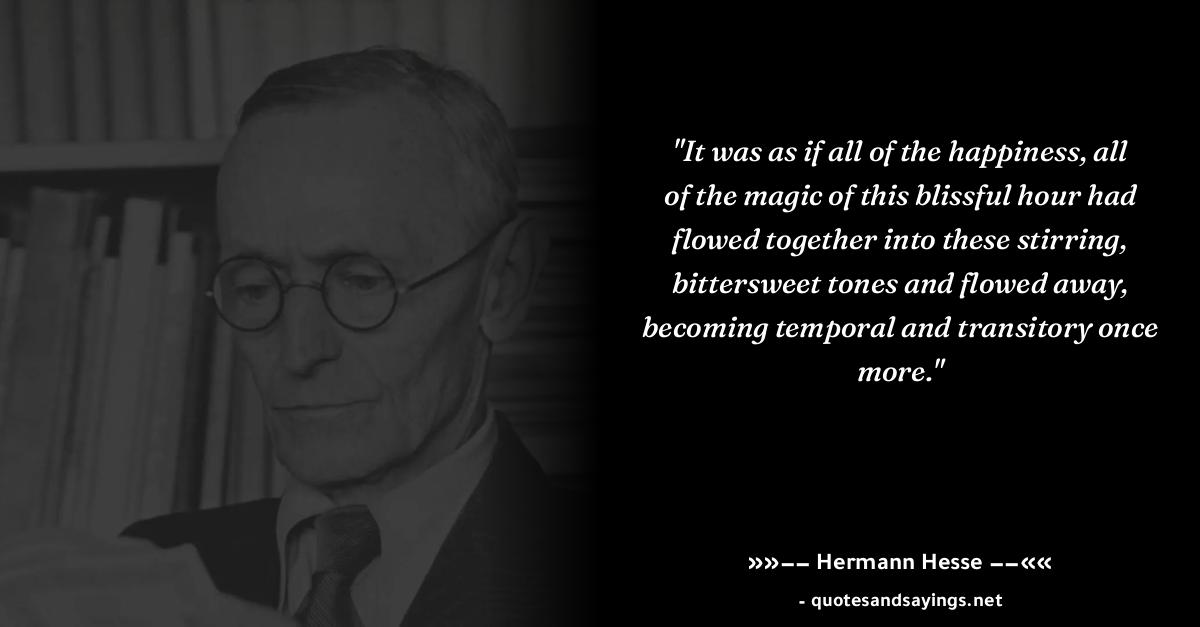 "It was as if all of the happiness, all
of the magic of this blissful hour had
flowed together into these stirring,
bittersweet tones and flowed away,
becoming temporal and transitory once
more."
»»−− Hermann Hesse −−««
- quotesandsayings.net